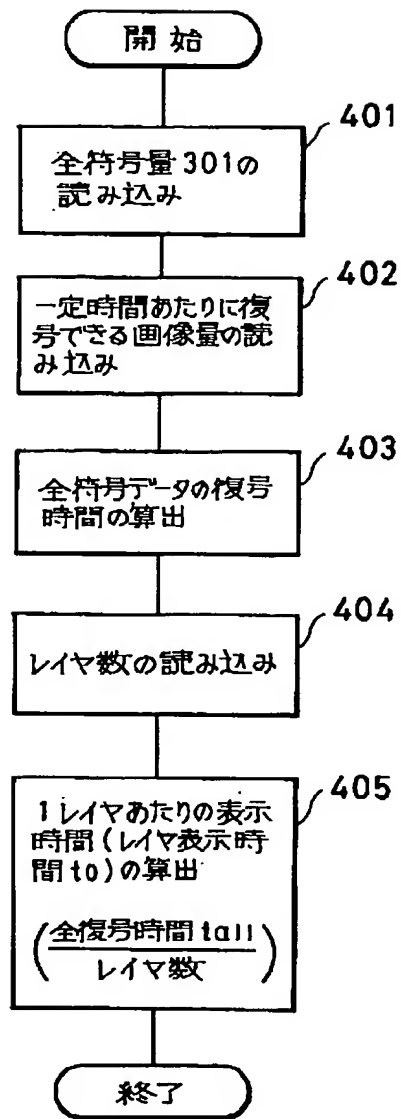 開始
401
全符号量301の
読み込み
402
一定時間あたりに復
号できる画像量の読
み込み
403
全符号データの復号
時間の算出
404
レイヤ数の読み込み
405
1レイヤあたりの表示
時間(レイヤ表示時
間to)の算出
(全復号時間tall
レイヤ数)
終了